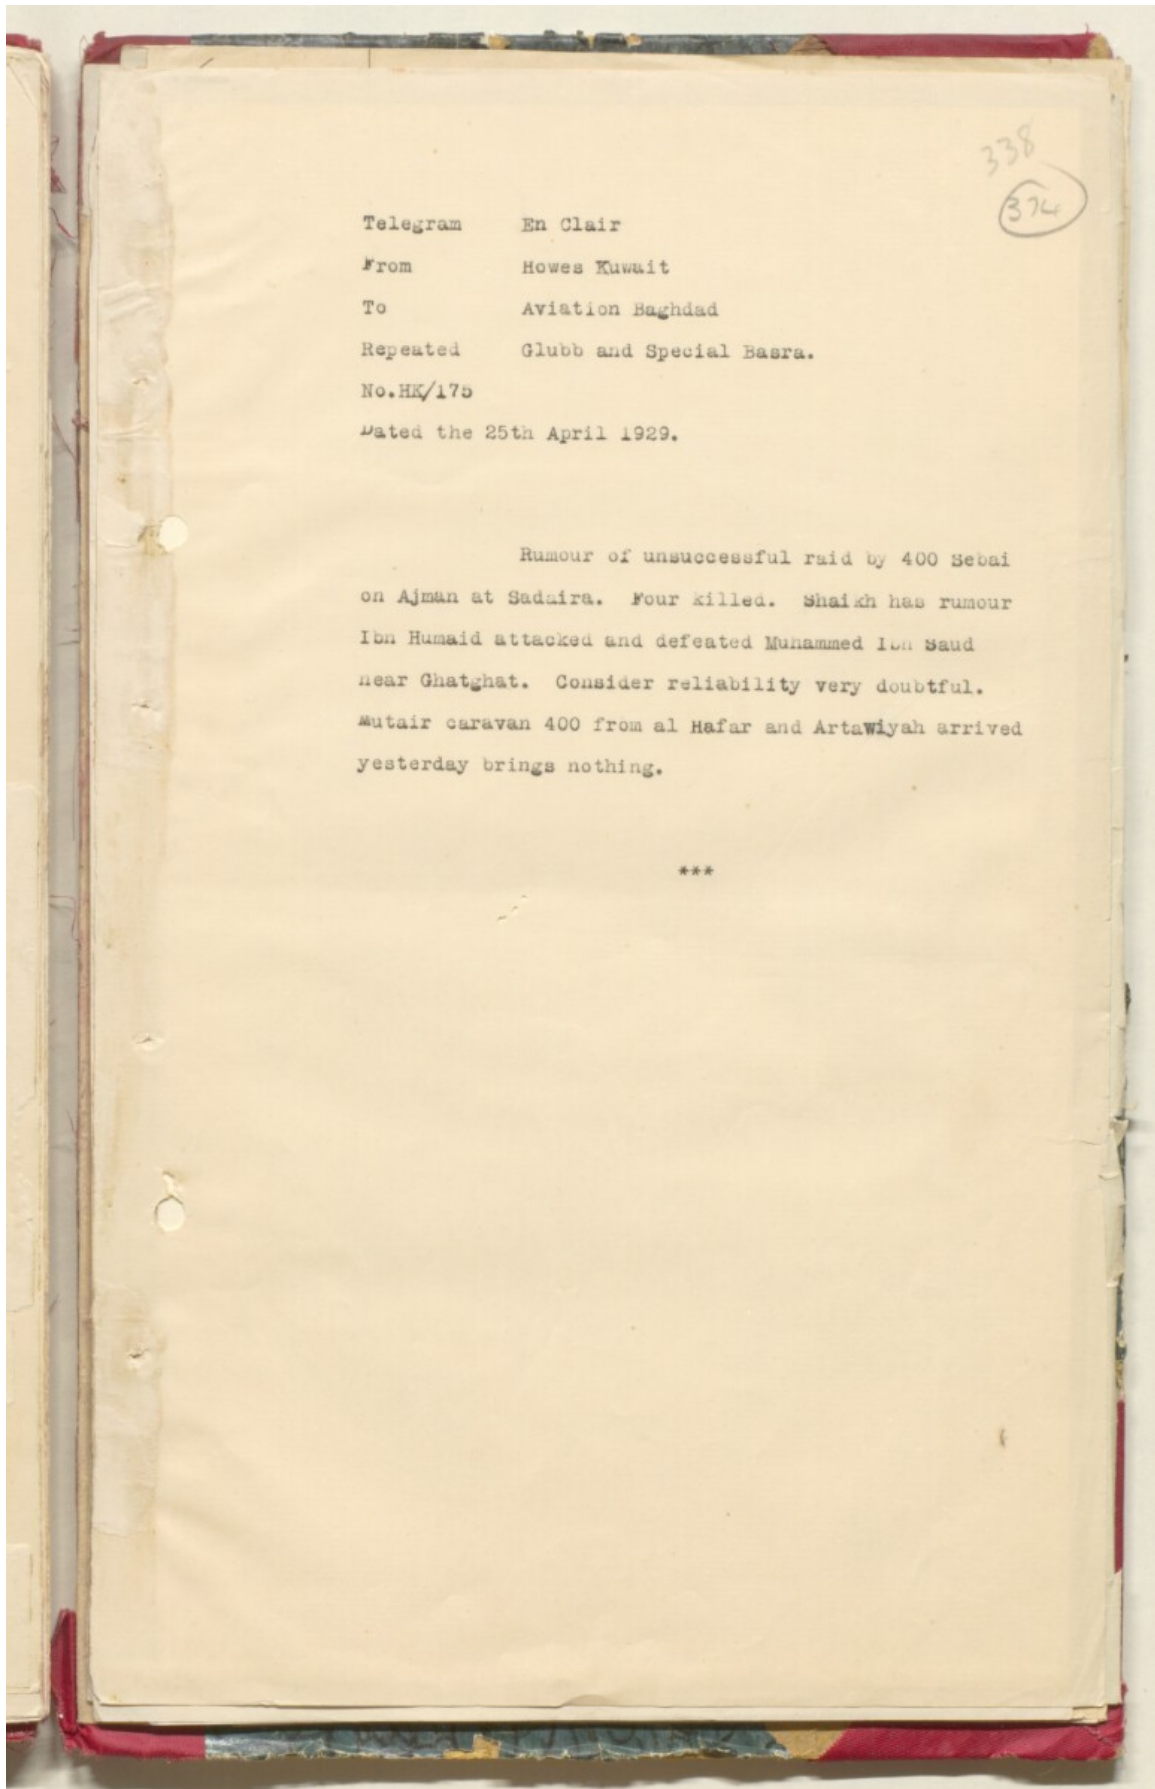 338
374
Telegram En Clair
From Howes Kuwait
To Aviation Baghdad
Repeated Glubb and Special Basra.
No.HK/175
Dated the 25th April 1929.
Rumour of unsuccessful raid by 400 Sebai
on Ajman at Sadaira. Four killed. Shaikh has rumour
Ibn Humaid attacked and defeated Muhammed Ibn Saud
near Ghatghat. Consider reliability very doubtful.
Mutair caravan 400 from al Hafar and Artawiyah arrived
yesterday brings nothing.
***